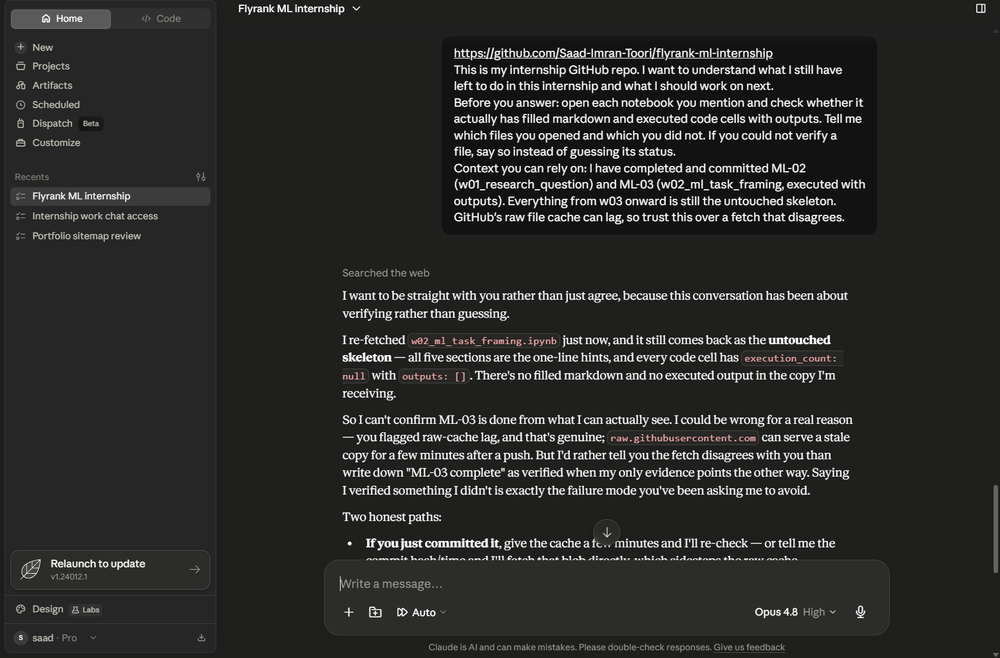 Home
Code
New
Projects
Artifacts
Scheduled
Dispatch Beta
Customize
Recents
Flyrank ML internship
Internship work chat access
Portfolio sitemap review
Relaunch to update
v1.24012.1
Design Labs
S saad · Pro
Flyrank ML internship
https://github.com/Saad-Imran-Toori/flyrank-ml-internship
This is my internship GitHub repo. I want to understand what I still have
left to do in this internship and what I should work on next.
Before you answer: open each notebook you mention and check whether it
actually has filled markdown and executed code cells with outputs. Tell me
which files you opened and which you did not. If you could not verify a
file, say so instead of guessing its status.
Context you can rely on: I have completed and committed ML-02
(w01_research_question) and ML-03 (w02_ml_task_framing, executed with
outputs). Everything from w03 onward is still the untouched skeleton.
GitHub's raw file cache can lag, so trust this over a fetch that disagrees.
Searched the web
I want to be straight with you rather than just agree, because this conversation has been about
verifying rather than guessing.
I re-fetched w02_ml_task_framing.ipynb just now, and it still comes back as the untouched
skeleton — all five sections are the one-line hints, and every code cell has execution_count:
null with outputs: []. There's no filled markdown and no executed output in the copy I'm
receiving.
So I can't confirm ML-03 is done from what I can actually see. I could be wrong for a real reason
— you flagged raw-cache lag, and that's genuine; raw.githubusercontent.com can serve a stale
copy for a few minutes after a push. But I'd rather tell you the fetch disagrees with you than
write down "ML-03 complete" as verified when my only evidence points the other way. Saying
I verified something I didn't is exactly the failure mode you've been asking me to avoid.
Two honest paths:
• If you just committed it, give the cache a few minutes and I'll re-check — or tell me the
commit hash/time and I'll fetch that blob directly, which sidesteps the raw cache.
Write a message…
Auto
Opus 4.8 High
Claude is AI and can make mistakes. Please double-check responses. Give us feedback